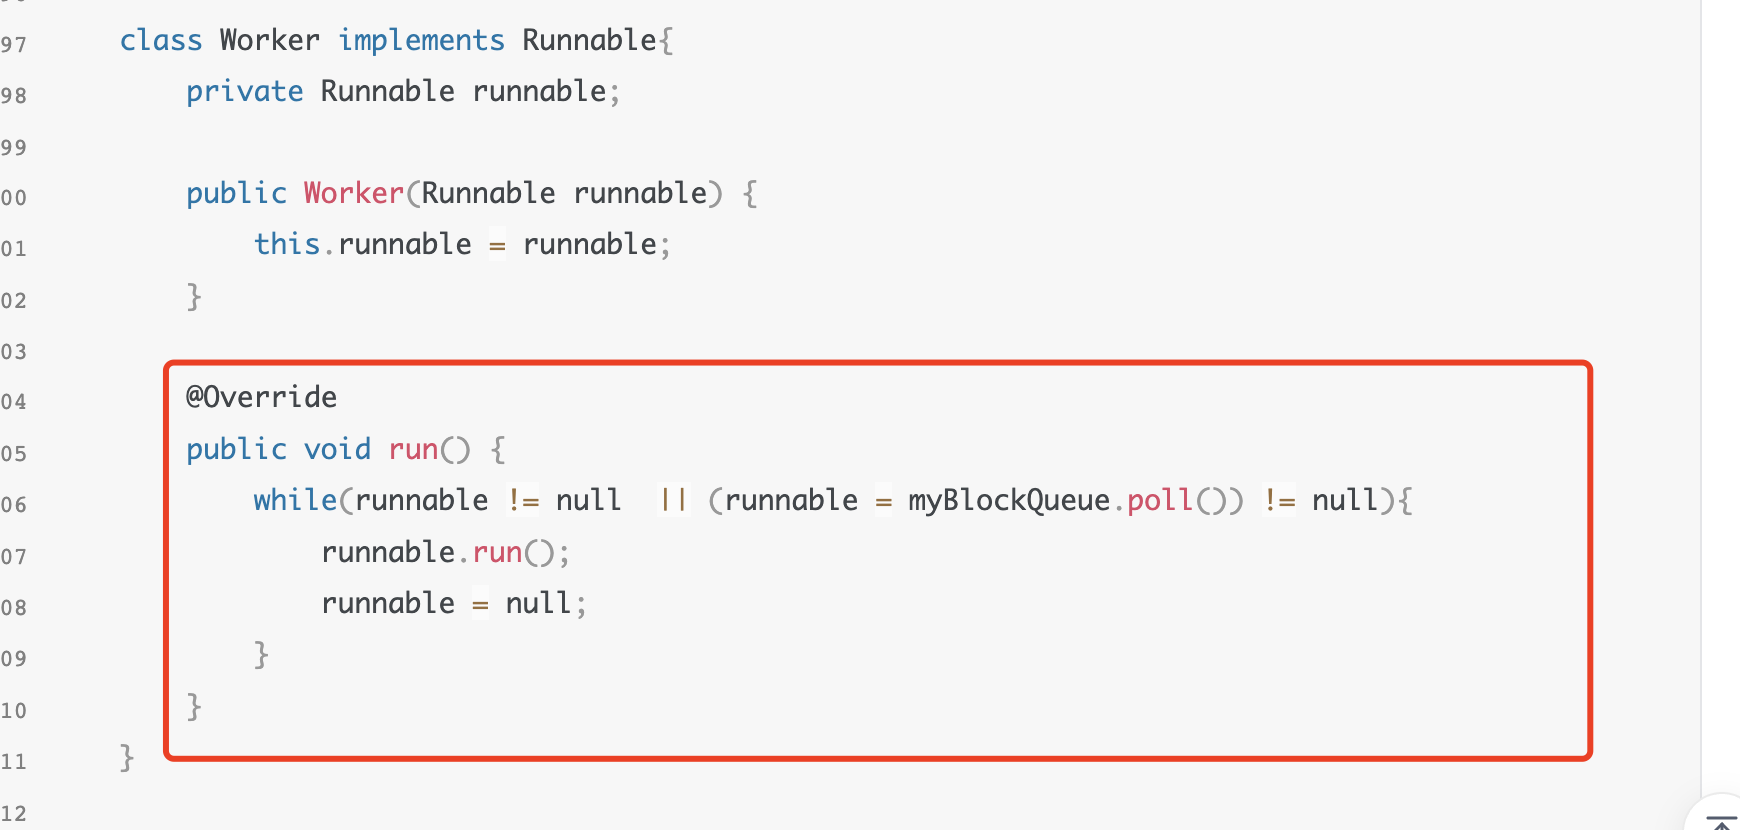 97 class Worker implements Runnable{
98 private Runnable runnable;
99
00 public Worker(Runnable runnable) {
01 this.runnable = runnable;
02 }
03
04 @Override
05 public void run() {
06 while(runnable != null  || (runnable = myBlockQueue.poll()) != null){
07 runnable.run();
08 runnable = null;
09 }
10 }
11 }
12